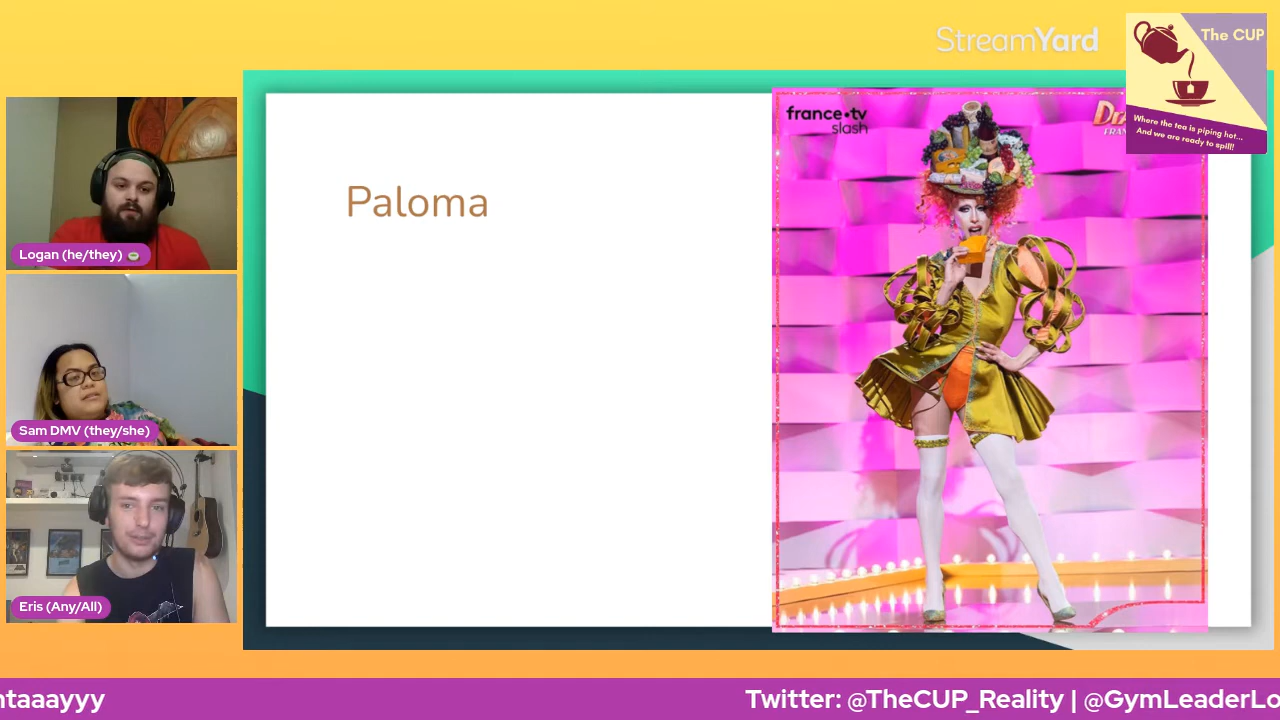 StreamYard
The CUP
Where the tea is piping hot...
And we are ready to spill!
france•tv
slash
Paloma
Logan (he/they)
Sam DMV (they/she)
Eris (Any/All)
ntaaayyy
Twitter: @TheCUP_Reality | @GymLeaderLo